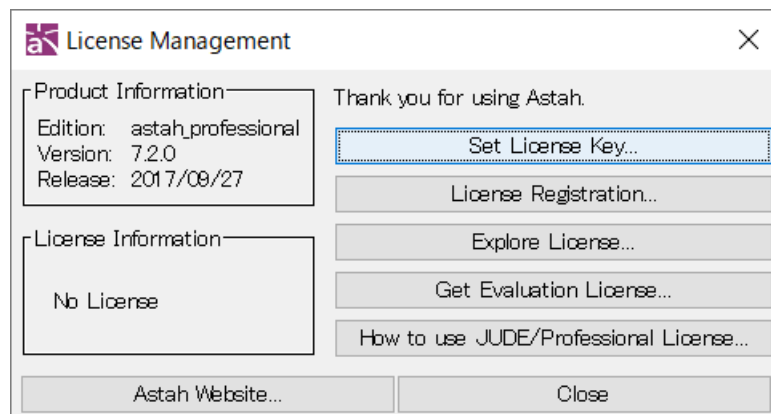 License Management
Product Information
Edition: astah_professional
Version: 7.2.0
Release: 2017/09/27
License Information
No License
Thank you for using Astah.
Set License Key...
License Registration...
Explore License...
Get Evaluation License...
How to use JUDE/Professional License...
Astah Website...
Close